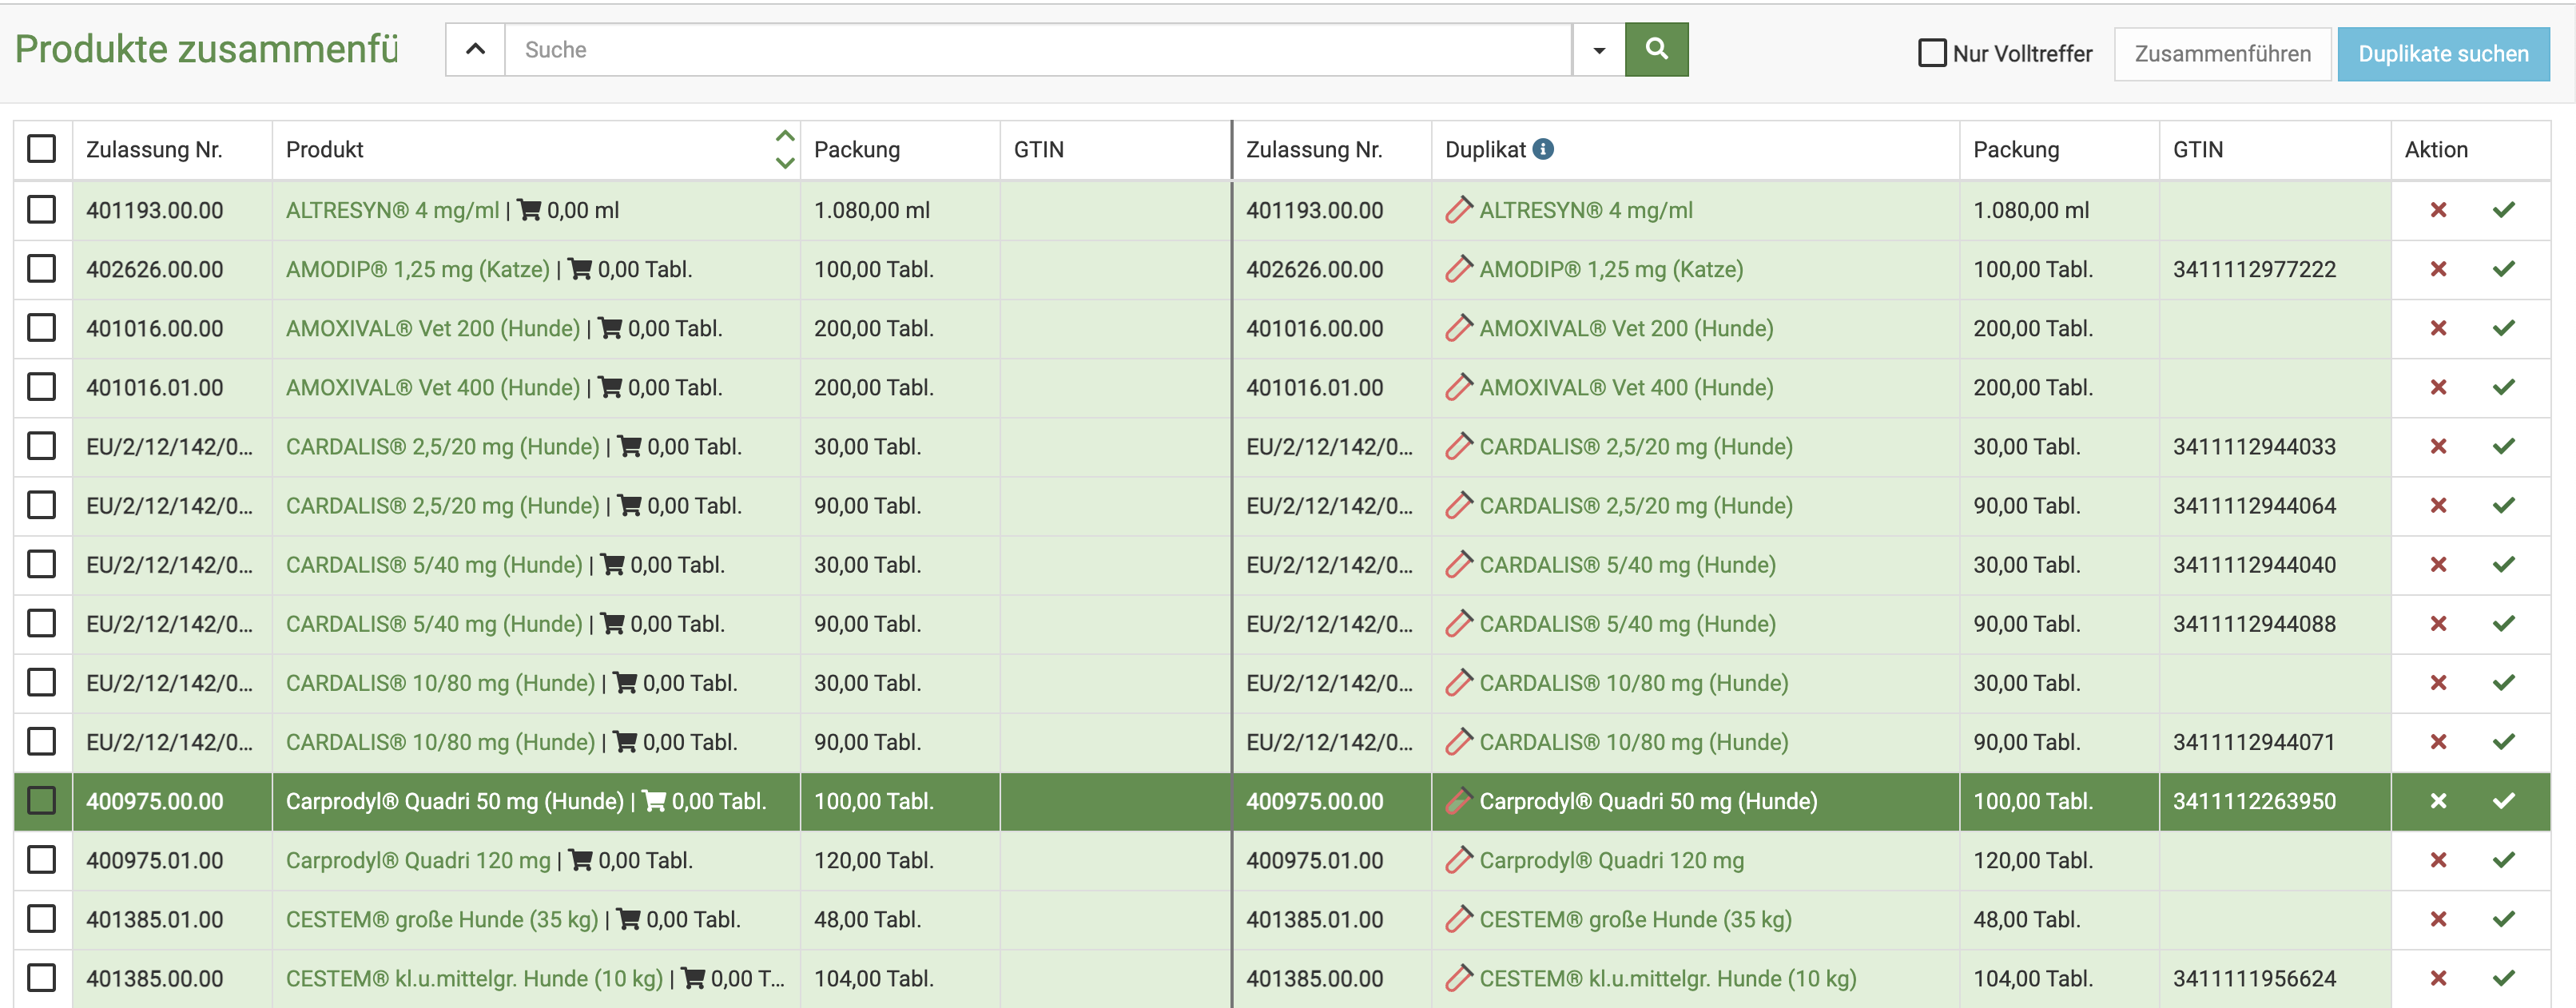 Produkte zusammenfü
Suche
Nur Volltreffer Zusammenführen Duplikate suchen
Zulassung Nr. Produkt Packung GTIN Zulassung Nr. Duplikat Packung GTIN Aktion
401193.00.00 ALTRESYN® 4 mg/ml | 0,00 ml 1.080,00 ml 401193.00.00 ALTRESYN® 4 mg/ml 1.080,00 ml
402626.00.00 AMODIP® 1,25 mg (Katze) | 0,00 Tabl. 100,00 Tabl. 402626.00.00 AMODIP® 1,25 mg (Katze) 100,00 Tabl. 3411112977222
401016.00.00 AMOXIVAL® Vet 200 (Hunde) | 0,00 Tabl. 200,00 Tabl. 401016.00.00 AMOXIVAL® Vet 200 (Hunde) 200,00 Tabl.
401016.01.00 AMOXIVAL® Vet 400 (Hunde) | 0,00 Tabl. 200,00 Tabl. 401016.01.00 AMOXIVAL® Vet 400 (Hunde) 200,00 Tabl.
EU/2/12/142/0... CARDALIS® 2,5/20 mg (Hunde) | 0,00 Tabl. 30,00 Tabl. EU/2/12/142/0... CARDALIS® 2,5/20 mg (Hunde) 30,00 Tabl. 3411112944033
EU/2/12/142/0... CARDALIS® 2,5/20 mg (Hunde) | 0,00 Tabl. 90,00 Tabl. EU/2/12/142/0... CARDALIS® 2,5/20 mg (Hunde) 90,00 Tabl. 3411112944064
EU/2/12/142/0... CARDALIS® 5/40 mg (Hunde) | 0,00 Tabl. 30,00 Tabl. EU/2/12/142/0... CARDALIS® 5/40 mg (Hunde) 30,00 Tabl. 3411112944040
EU/2/12/142/0... CARDALIS® 5/40 mg (Hunde) | 0,00 Tabl. 90,00 Tabl. EU/2/12/142/0... CARDALIS® 5/40 mg (Hunde) 90,00 Tabl. 3411112944088
EU/2/12/142/0... CARDALIS® 10/80 mg (Hunde) | 0,00 Tabl. 30,00 Tabl. EU/2/12/142/0... CARDALIS® 10/80 mg (Hunde) 30,00 Tabl.
EU/2/12/142/0... CARDALIS® 10/80 mg (Hunde) | 0,00 Tabl. 90,00 Tabl. EU/2/12/142/0... CARDALIS® 10/80 mg (Hunde) 90,00 Tabl. 3411112944071
400975.00.00 Carprodyl® Quadri 50 mg (Hunde) | 0,00 Tabl. 100,00 Tabl. 400975.00.00 Carprodyl® Quadri 50 mg (Hunde) 100,00 Tabl. 3411112263950
400975.01.00 Carprodyl® Quadri 120 mg | 0,00 Tabl. 120,00 Tabl. 400975.01.00 Carprodyl® Quadri 120 mg 120,00 Tabl.
401385.01.00 CESTEM® große Hunde (35 kg) | 0,00 Tabl. 48,00 Tabl. 401385.01.00 CESTEM® große Hunde (35 kg) 48,00 Tabl.
401385.00.00 CESTEM® kl.u.mittelgr. Hunde (10 kg) | 0,00 T... 104,00 Tabl. 401385.00.00 CESTEM® kl.u.mittelgr. Hunde (10 kg) 104,00 Tabl. 3411111956624